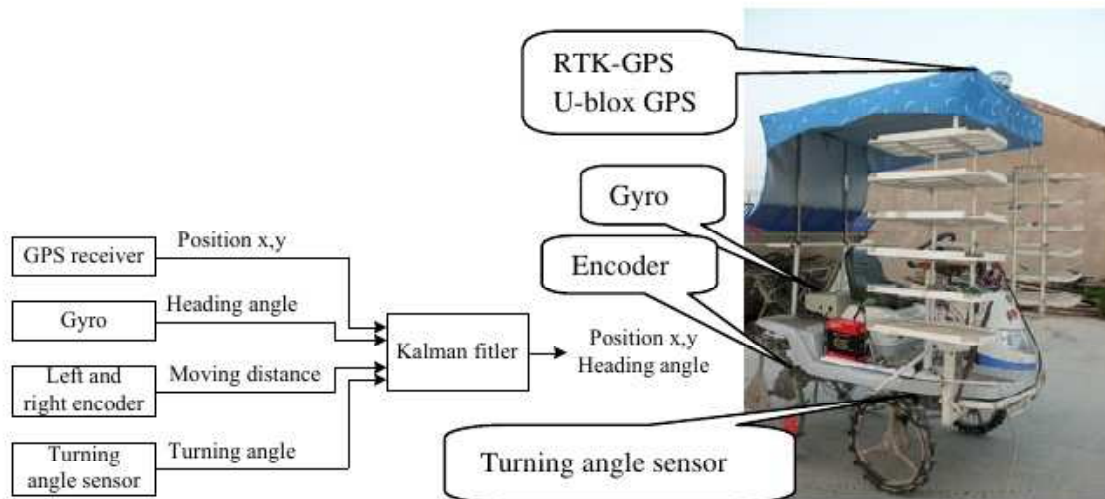 RTK-GPS
U-blox GPS
Gyro
Encoder
Turning angle sensor
GPS receiver
Position x,y
Gyro
Heading angle
Left and
right encoder
Moving distance
Turning
angle sensor
Turning angle
Kalman fitler
Position x,y
Heading angle